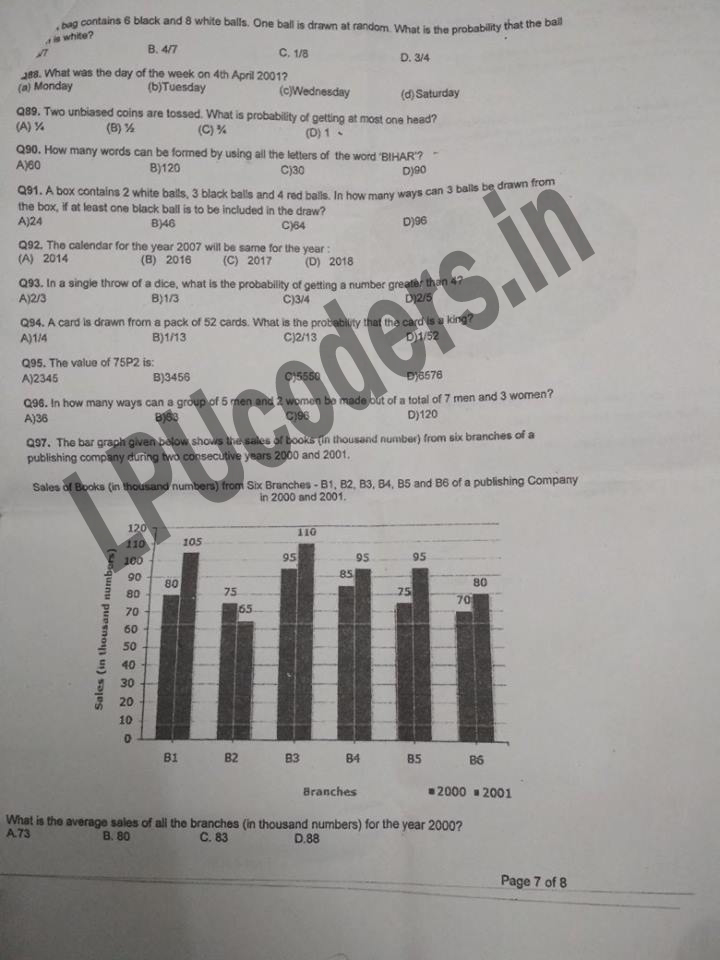 bag contains 6 black and 8 white balls. One ball is drawn at random. What is the probability that the ball
is white?
/7 B. 4/7 C. 1/8 D. 3/4
Q88. What was the day of the week on 4th April 2001?
(a) Monday (b)Tuesday (c)Wednesday (d)Saturday
Q89. Two unbiased coins are tossed. What is probability of getting at most one head?
(A) ¼ (B) ½ (C) ¾ (D) 1
Q90. How many words can be formed by using all the letters of the word 'BIHAR'?
A)60 B)120 C)30 D)90
Q91. A box contains 2 white balls, 3 black balls and 4 red balls. In how many ways can 3 balls be drawn from
the box, if at least one black ball is to be included in the draw?
A)24 B)46 C)64 D)96
Q92. The calendar for the year 2007 will be same for the year :
(A) 2014 (B) 2016 (C) 2017 (D) 2018
Q93. In a single throw of a dice, what is the probability of getting a number greater than 4?
A)2/3 B)1/3 C)3/4 D)2/5
Q94. A card is drawn from a pack of 52 cards. What is the probability that the card is a king?
A)1/4 B)1/13 C)2/13 D)1/52
Q95. The value of 75P2 is:
A)2345 B)3456 C)5550 D)6576
Q96. In how many ways can a group of 5 men and 2 women be made out of a total of 7 men and 3 women?
A)36 B)63 C)96 D)120
Q97. The bar graph given below shows the sales of books (in thousand number) from six branches of a
publishing company during two consecutive years 2000 and 2001.
Sales of Books (in thousand numbers) from Six Branches - B1, B2, B3, B4, B5 and B6 of a publishing Company
in 2000 and 2001.
Sales (in thousand numbers)
120
110
100
90
80
70
60
50
40
30
20
10
0
80 105 75 65 95 110 85 95 75 95 70 80
B1 B2 B3 B4 B5 B6
Branches 2000 2001
What is the average sales of all the branches (in thousand numbers) for the year 2000?
A.73 B. 80 C. 83 D.88
Page 7 of 8
LPUcoders.in